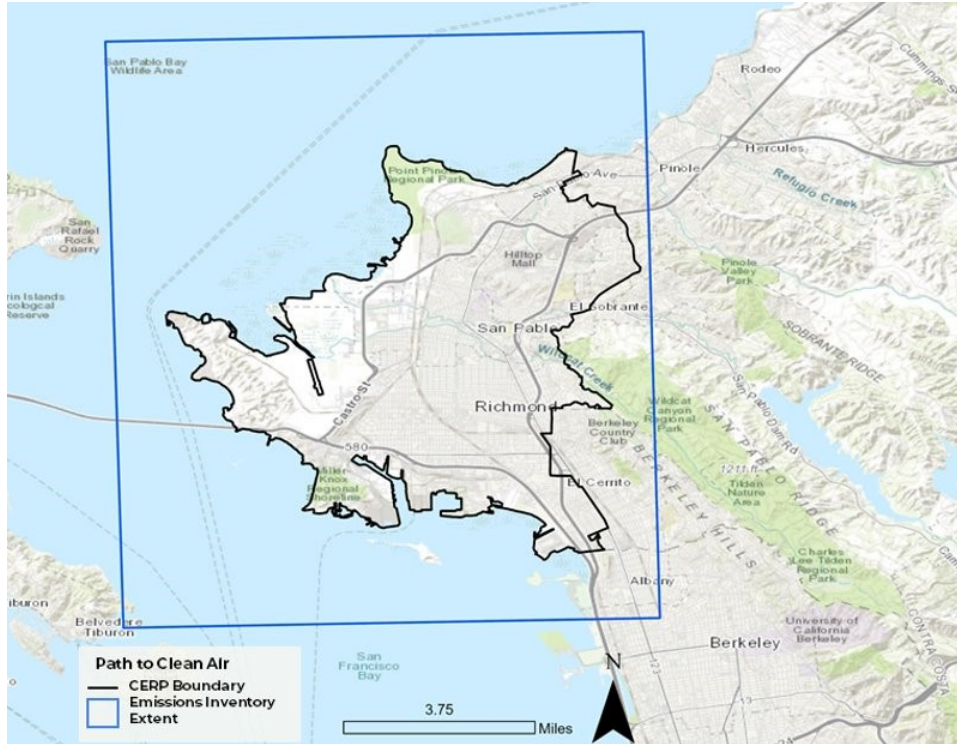 San Pablo Bay
Wildlife Area
Rodeo
Hercules
Pinole
Refugio Creek
Point Pinole
Regional Park
San
Rafael
Rock
Quarry
Hilltop
Mall
Pinole
Valley
Park
El Sobrante
SOBRANTE RIDGE
San Pablo
Wildcat Creek
Castro St
San Pablo Dam Rd
Richmond
Wildcat
Canyon
Regional
Park
Berkeley
Country
Club
SAN PABLO RIDGE
BERKELEY HILLS
580
Miller-
Knox
Regional
Shoreline
El Cerrito
1211 ft
Tilden
Nature
Area
Charles
Lee Tilden
Regional
Park
Albany
University of
California
Berkeley
CONTRA COSTA
Berkeley
Belvedere
Tiburon
San
Francisco
Bay
123
N
Path to Clean Air
CERP Boundary
Emissions Inventory
Extent
3.75
Miles